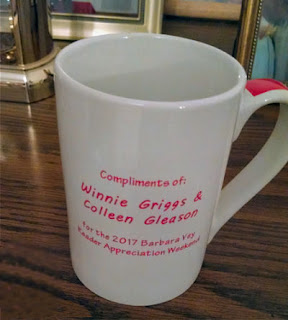 Compliments of:
Winnie Griggs &
Colleen Gleason
for the 2017 Barbara Vey
Reader Appreciation Weekend